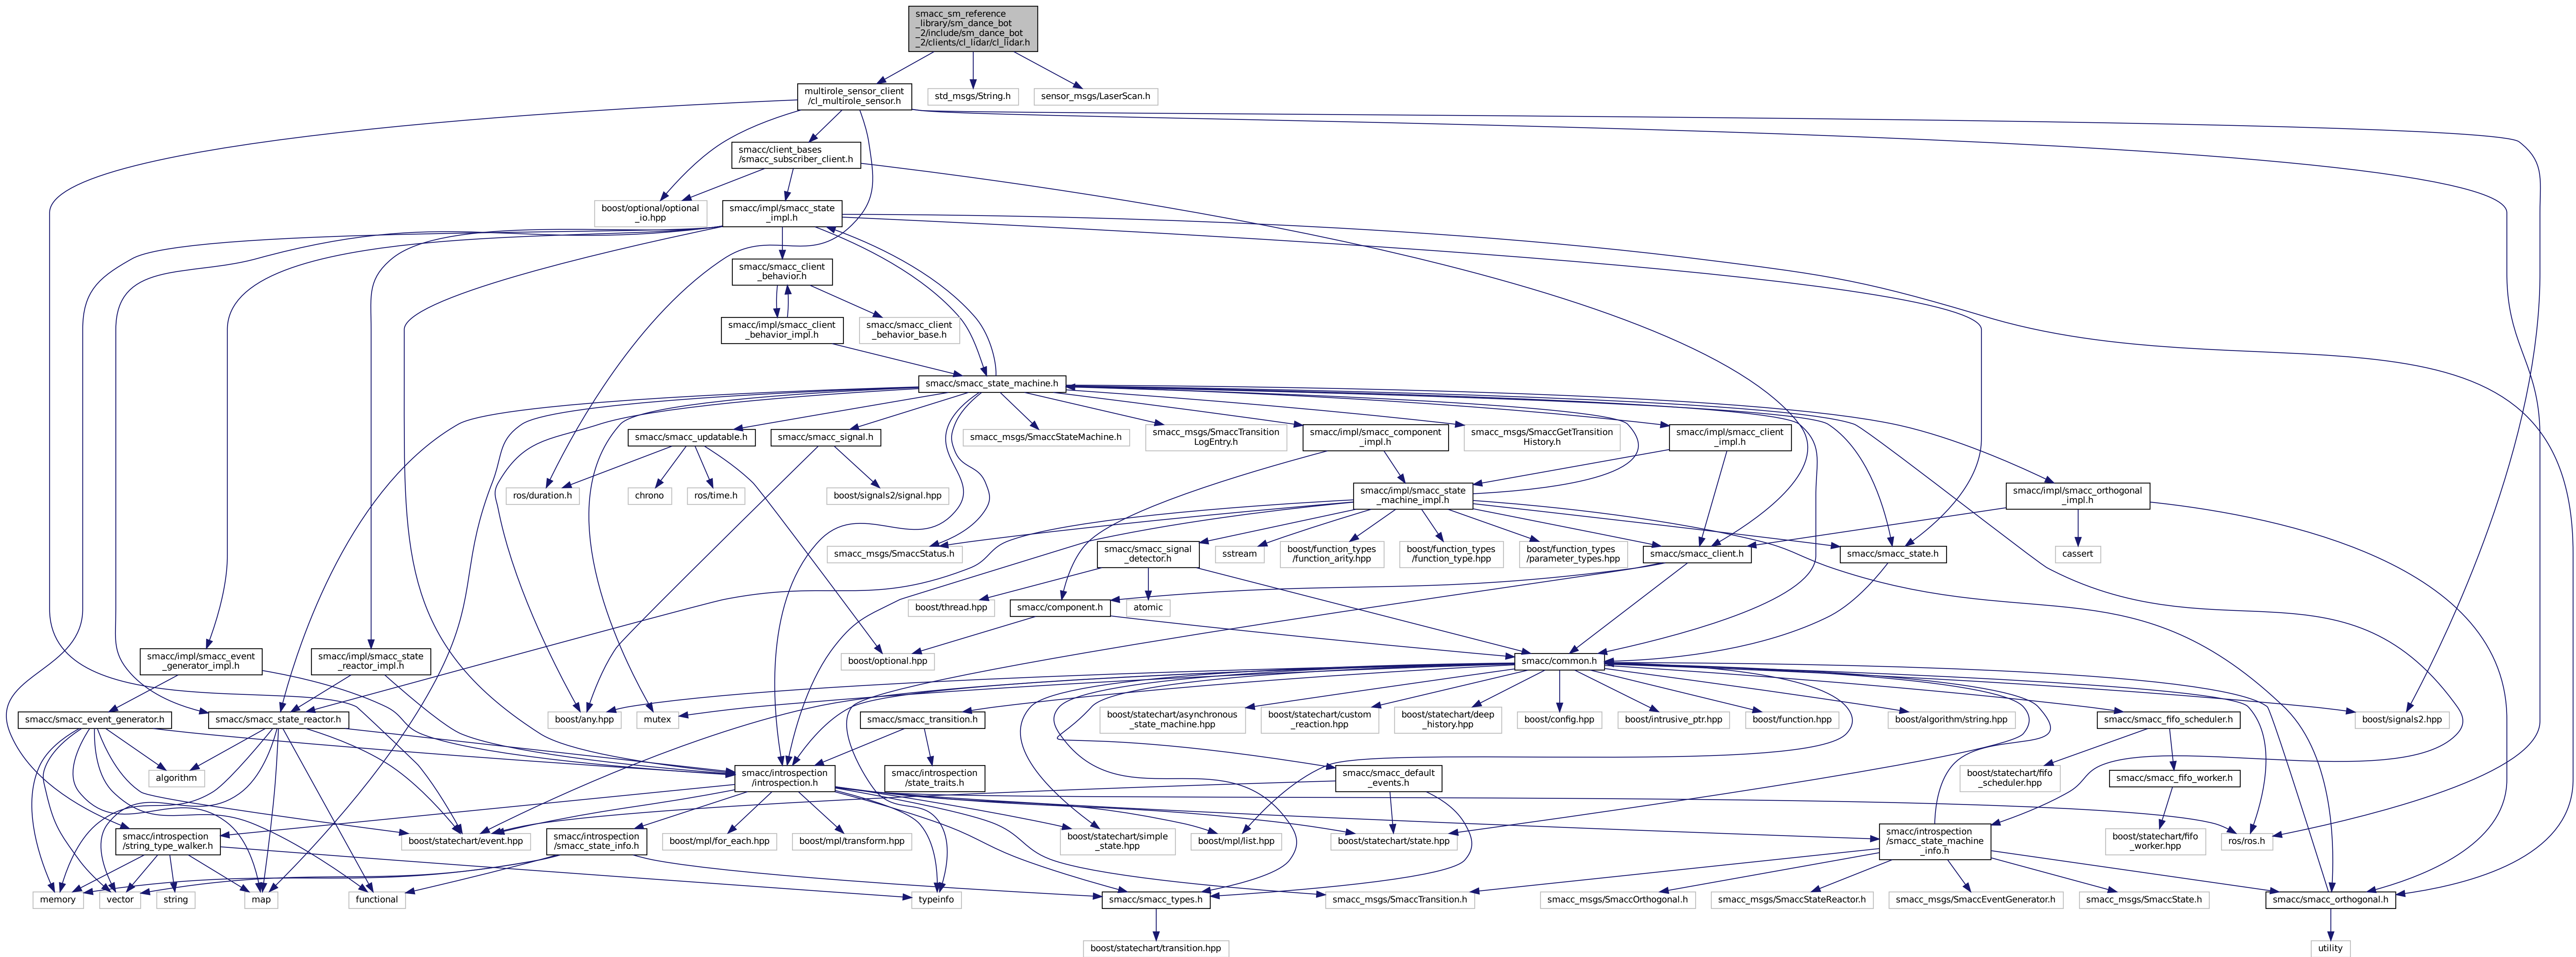 smacc_sm_reference
_library/sm_dance_bot
_2/include/sm_dance_bot
_2/clients/cl_lidar/cl_lidar.h
multirole_sensor_client
/cl_multirole_sensor.h
std_msgs/String.h
sensor_msgs/LaserScan.h
smacc/client_bases
/smacc_subscriber_client.h
boost/optional/optional
_io.hpp
smacc/impl/smacc_state
_impl.h
smacc/smacc_client
_behavior.h
smacc/impl/smacc_client
_behavior_impl.h
smacc/smacc_client
_behavior_base.h
smacc/smacc_state_machine.h
smacc/smacc_updatable.h
smacc/smacc_signal.h
smacc_msgs/SmaccStateMachine.h
smacc_msgs/SmaccTransition
LogEntry.h
smacc/impl/smacc_component
_impl.h
smacc_msgs/SmaccGetTransition
History.h
smacc/impl/smacc_client
_impl.h
ros/duration.h
chrono
ros/time.h
boost/signals2/signal.hpp
smacc/impl/smacc_state
_machine_impl.h
smacc/impl/smacc_orthogonal
_impl.h
smacc_msgs/SmaccStatus.h
smacc/smacc_signal
_detector.h
sstream
boost/function_types
/function_arity.hpp
boost/function_types
/function_type.hpp
boost/function_types
/parameter_types.hpp
smacc/smacc_client.h
smacc/smacc_state.h
cassert
boost/thread.hpp
smacc/component.h
atomic
smacc/impl/smacc_event
_generator_impl.h
smacc/impl/smacc_state
_reactor_impl.h
boost/optional.hpp
smacc/common.h
smacc/smacc_event_generator.h
smacc/smacc_state_reactor.h
boost/any.hpp
mutex
smacc/smacc_transition.h
boost/statechart/asynchronous
_state_machine.hpp
boost/statechart/custom
_reaction.hpp
boost/statechart/deep
_history.hpp
boost/config.hpp
boost/intrusive_ptr.hpp
boost/function.hpp
boost/algorithm/string.hpp
smacc/smacc_fifo_scheduler.h
boost/signals2.hpp
algorithm
smacc/introspection
/introspection.h
smacc/introspection
/state_traits.h
smacc/smacc_default
_events.h
boost/statechart/fifo
_scheduler.hpp
smacc/smacc_fifo_worker.h
smacc/introspection
/string_type_walker.h
boost/statechart/event.hpp
smacc/introspection
/smacc_state_info.h
boost/mpl/for_each.hpp
boost/mpl/transform.hpp
boost/statechart/simple
_state.hpp
boost/mpl/list.hpp
boost/statechart/state.hpp
smacc/introspection
/smacc_state_machine
_info.h
boost/statechart/fifo
_worker.hpp
ros/ros.h
memory
vector
string
map
functional
typeinfo
smacc/smacc_types.h
smacc_msgs/SmaccTransition.h
smacc_msgs/SmaccOrthogonal.h
smacc_msgs/SmaccStateReactor.h
smacc_msgs/SmaccEventGenerator.h
smacc_msgs/SmaccState.h
smacc/smacc_orthogonal.h
boost/statechart/transition.hpp
utility